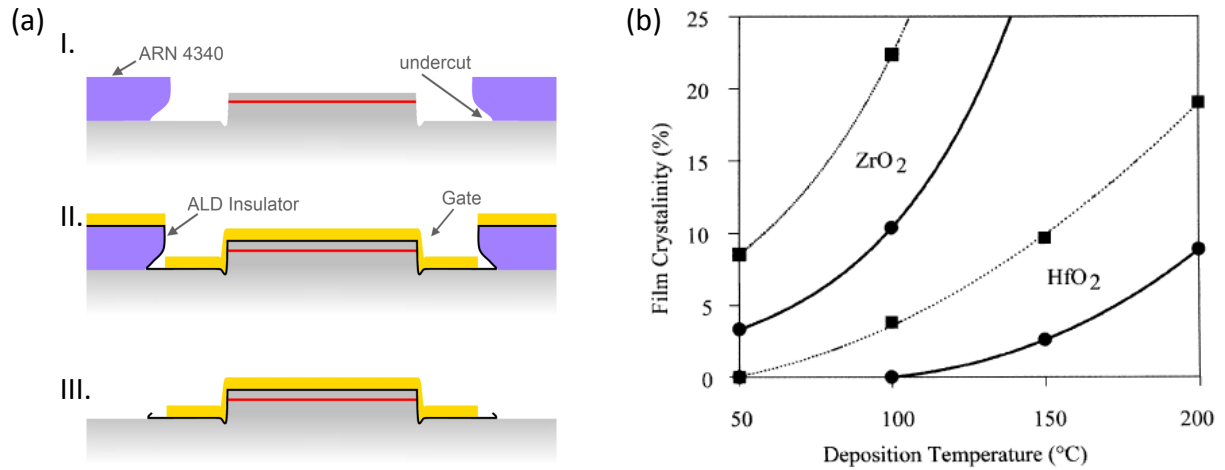 (a)
I.
ARN 4340
undercut
II.
ALD Insulator
Gate
III.
(b)
Film Crystalinity (%)
25
20
15
10
5
0
ZrO2
HfO2
50
100
150
200
Deposition Temperature (°C)